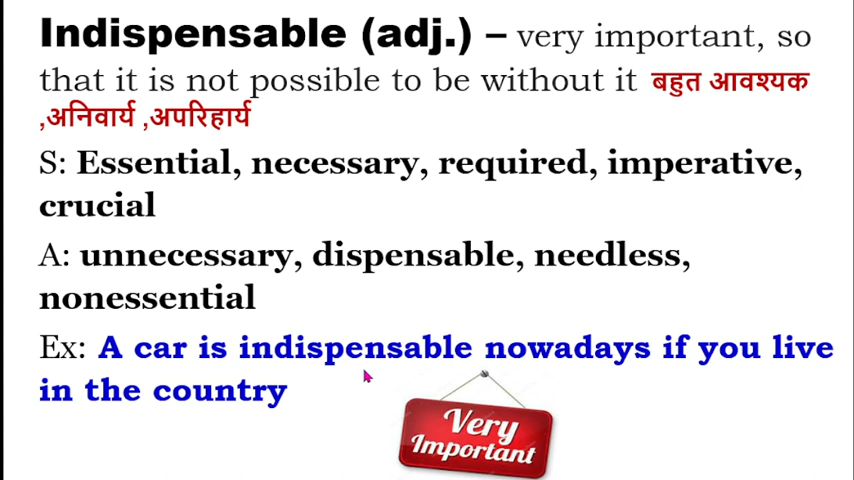 Indispensable (adj.) – very important, so
that it is not possible to be without it बहुत आवश्यक
,अनिवार्य ,अपरिहार्य
S: Essential, necessary, required, imperative,
crucial
A: unnecessary, dispensable, needless,
nonessential
Ex: A car is indispensable nowadays if you live
in the country
Very
Important